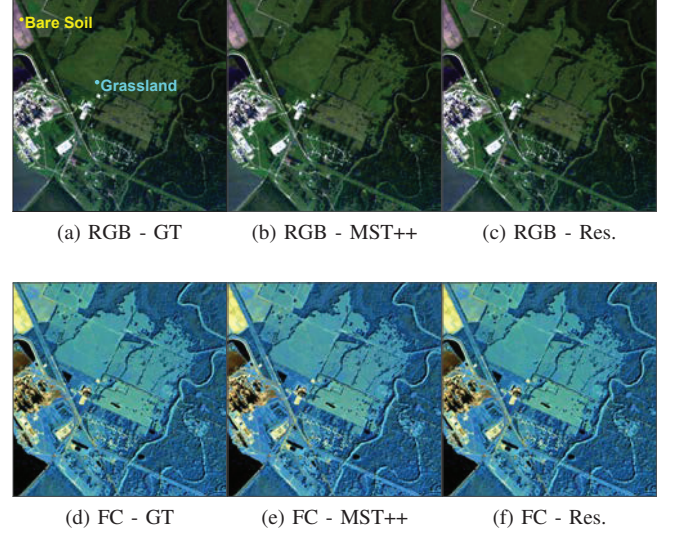 Bare Soil
Grassland
(a) RGB - GT
(b) RGB - MST++
(c) RGB - Res.
(d) FC - GT
(e) FC - MST++
(f) FC - Res.